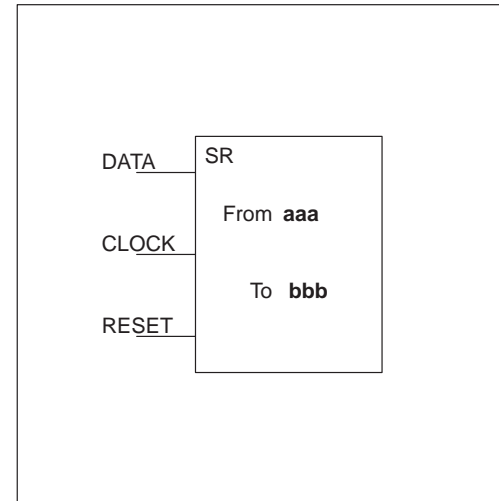 DATA
SR
From aaa
CLOCK
To bbb
RESET